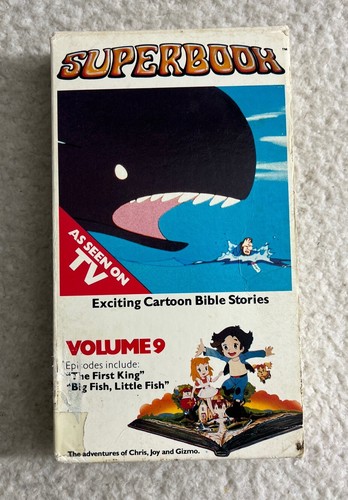 SUPERBOOK™
AS SEEN ON
TV
Exciting Cartoon Bible Stories
VOLUME 9
Episodes include:
"The First King"
"Big Fish, Little Fish"
The adventures of Chris, Joy and Gizmo.